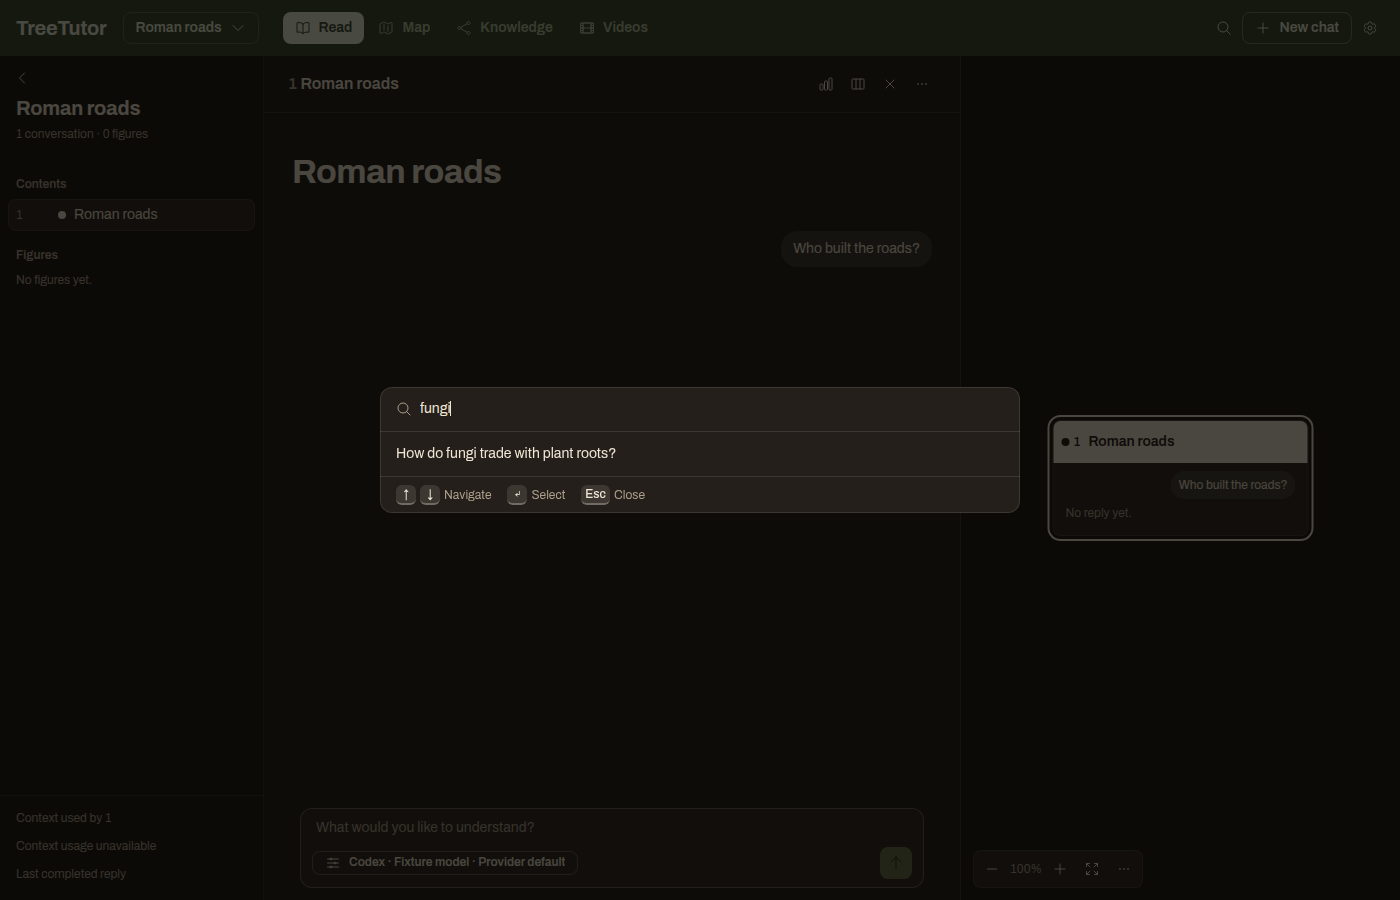 TreeTutor
Roman roads
Read
Map
Knowledge
Videos
New chat
Roman roads
1 conversation · 0 figures
Contents
1 Roman roads
Figures
No figures yet.
Context used by 1
Context usage unavailable
Last completed reply
1 Roman roads
Roman roads
Who built the roads?
fungi
How do fungi trade with plant roots?
↑ ↓ Navigate ↵ Select Esc Close
What would you like to understand?
Codex · Fixture model · Provider default
1 Roman roads
Who built the roads?
No reply yet.
100%